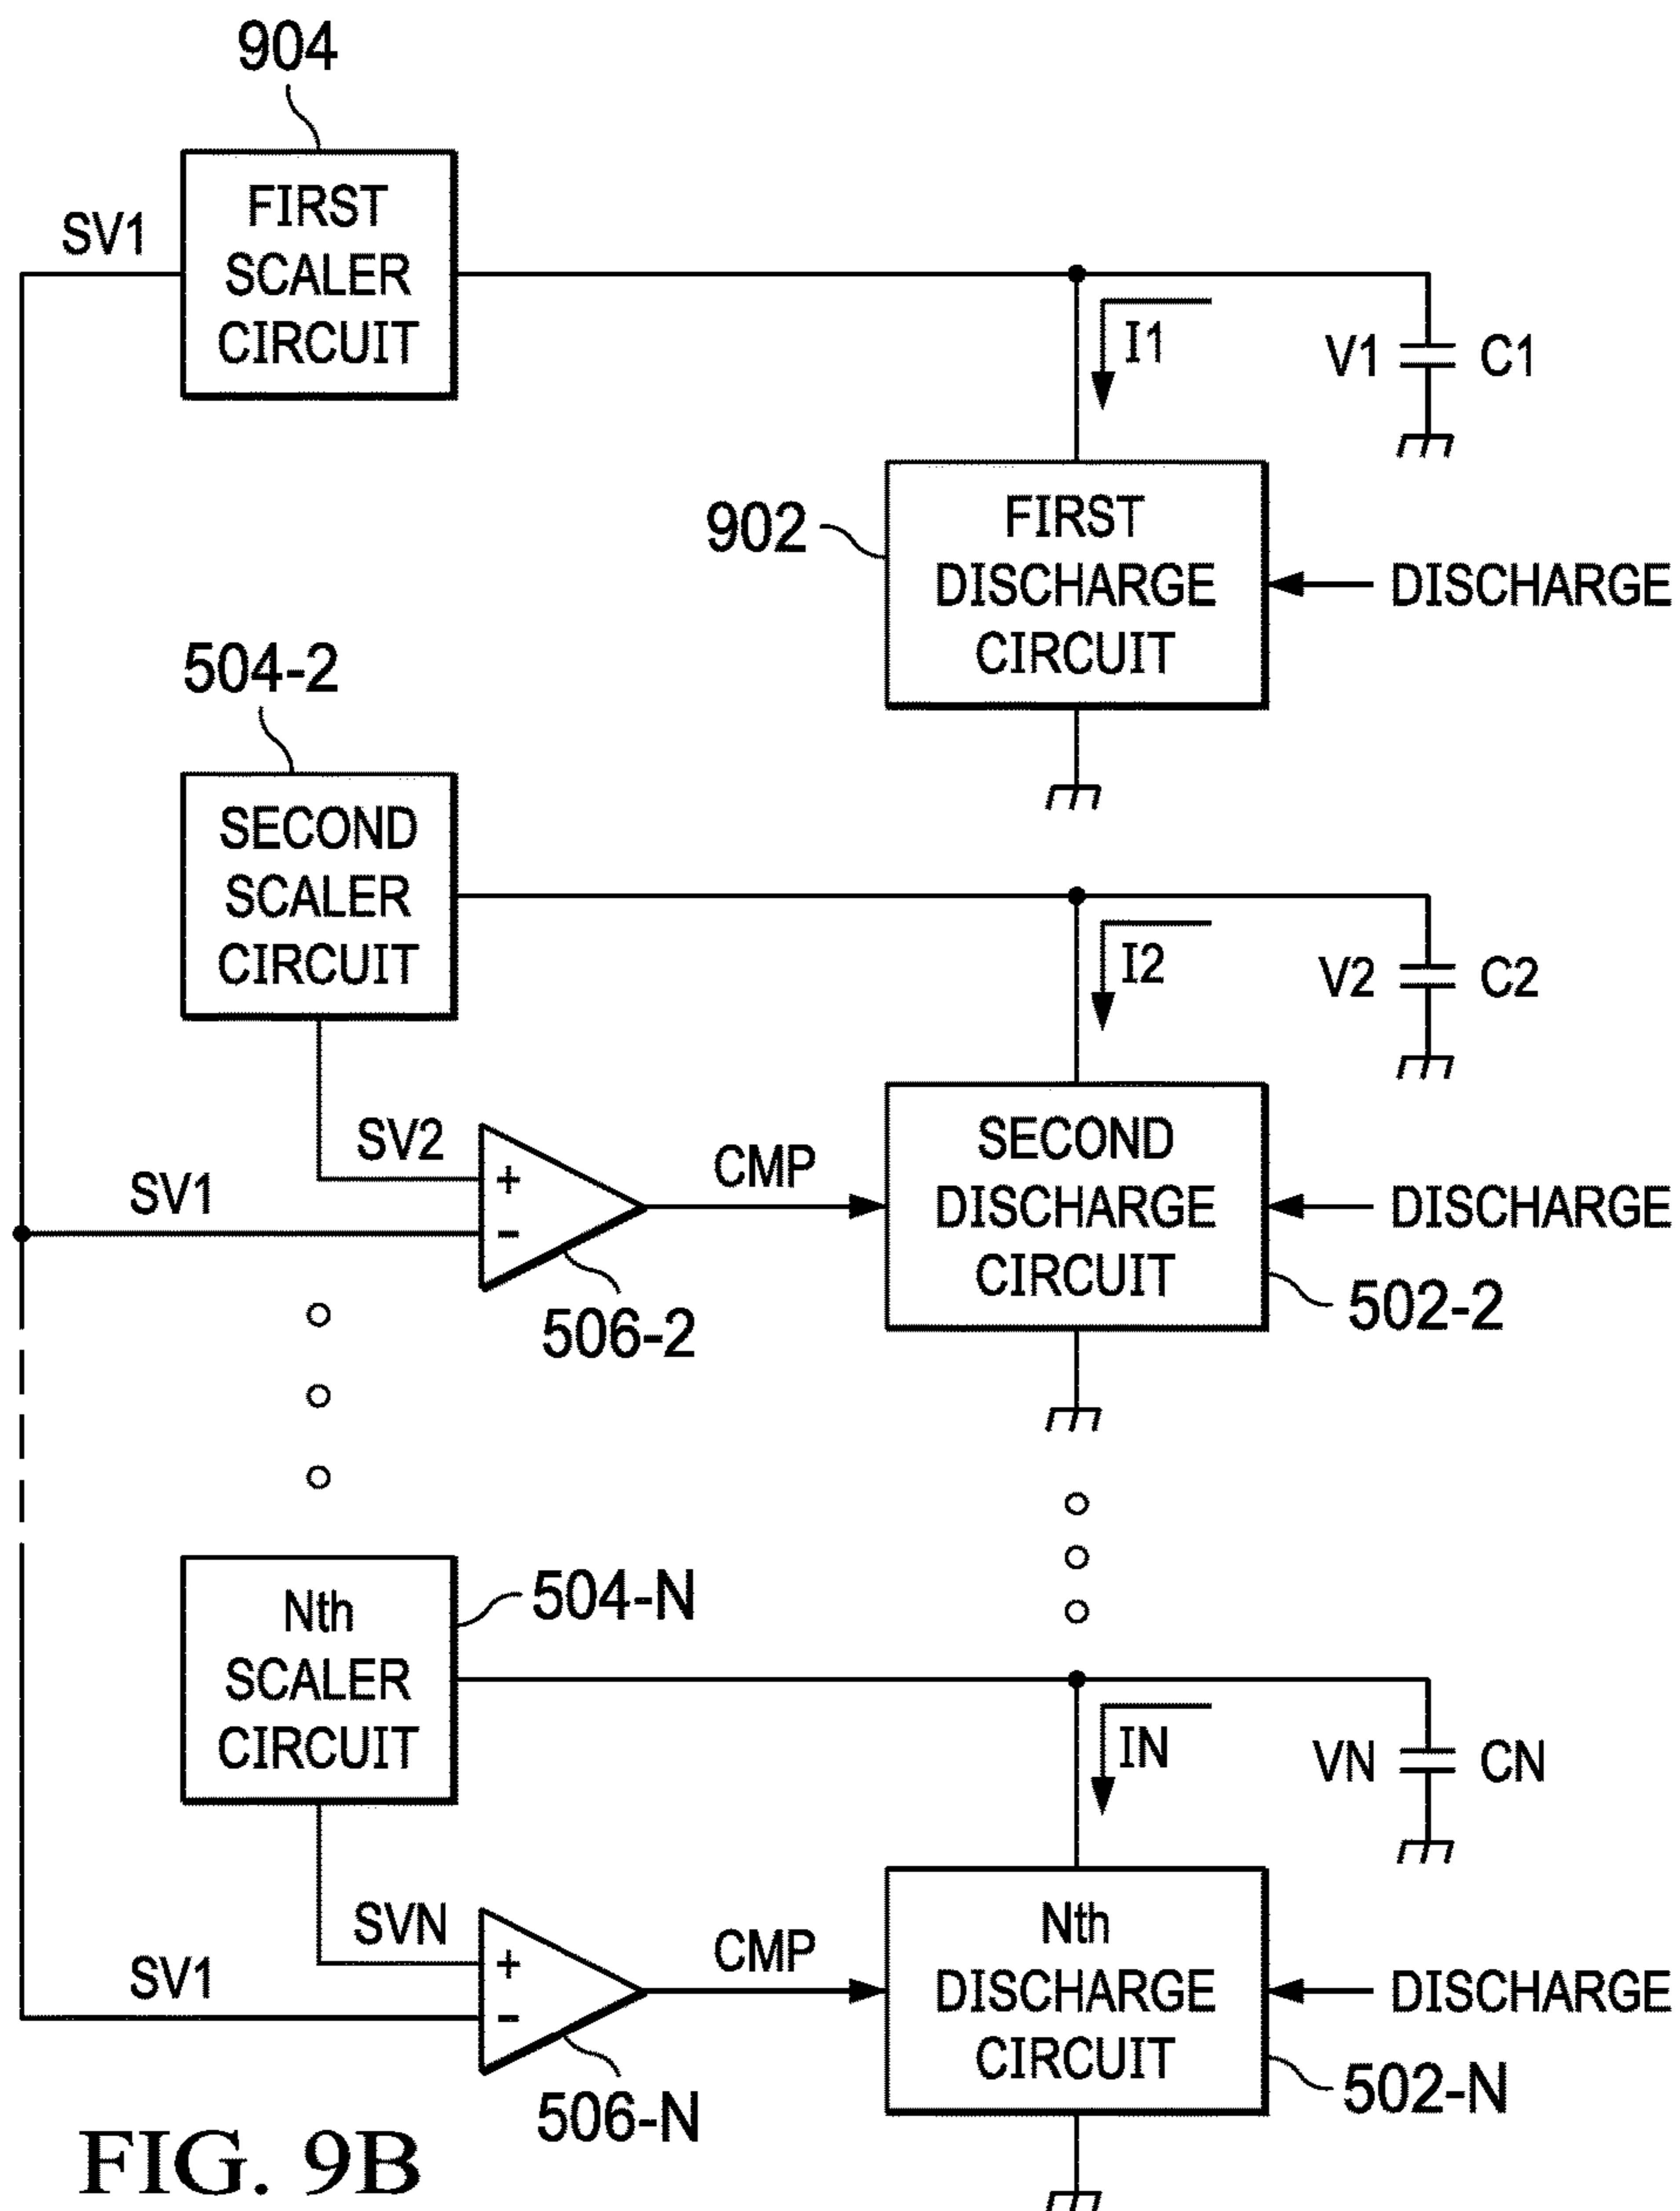 904
FIRST
SCALER
CIRCUIT
SV1
I1
V1
C1
902
FIRST
DISCHARGE
CIRCUIT
DISCHARGE
504-2
SECOND
SCALER
CIRCUIT
I2
V2
C2
SV2
SV1
+
-
CMP
506-2
SECOND
DISCHARGE
CIRCUIT
DISCHARGE
502-2
Nth
SCALER
CIRCUIT
504-N
IN
VN
CN
SVN
SV1
+
-
CMP
506-N
Nth
DISCHARGE
CIRCUIT
DISCHARGE
502-N
FIG. 9B